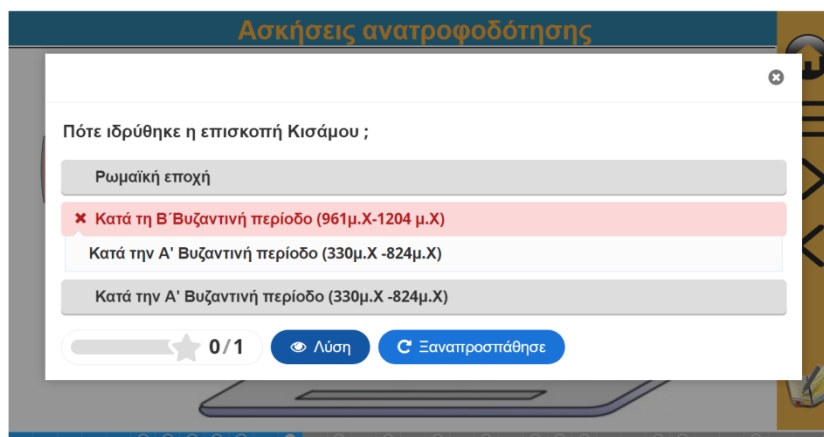 Ασκήσεις ανατροφοδότησης
Πότε ιδρύθηκε η επισκοπή Κισάμου ;
Ρωμαϊκή εποχή
Κατά τη Β΄Βυζαντινή περίοδο (961μ.Χ-1204 μ.Χ)
Κατά την Α' Βυζαντινή περίοδο (330μ.Χ -824μ.Χ)
Κατά την Α' Βυζαντινή περίοδο (330μ.Χ -824μ.Χ)
0/1 Λύση Ξαναπροσπάθησε